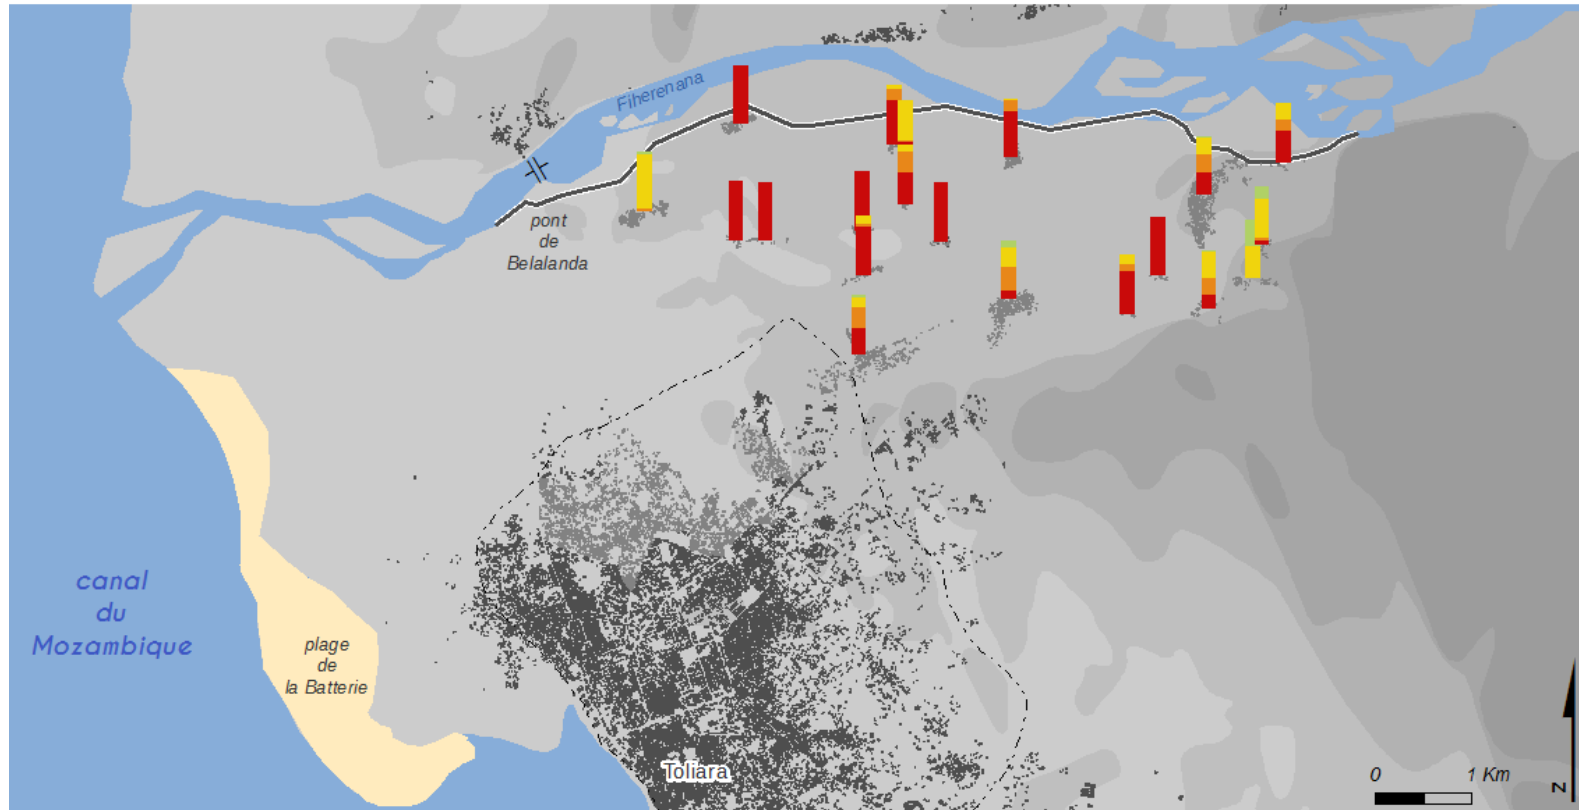 Fiherenana
pont
de
Belalanda
canal
du
Mozambique
plage
de
la Batterie
Toliara
0 1 Km
N